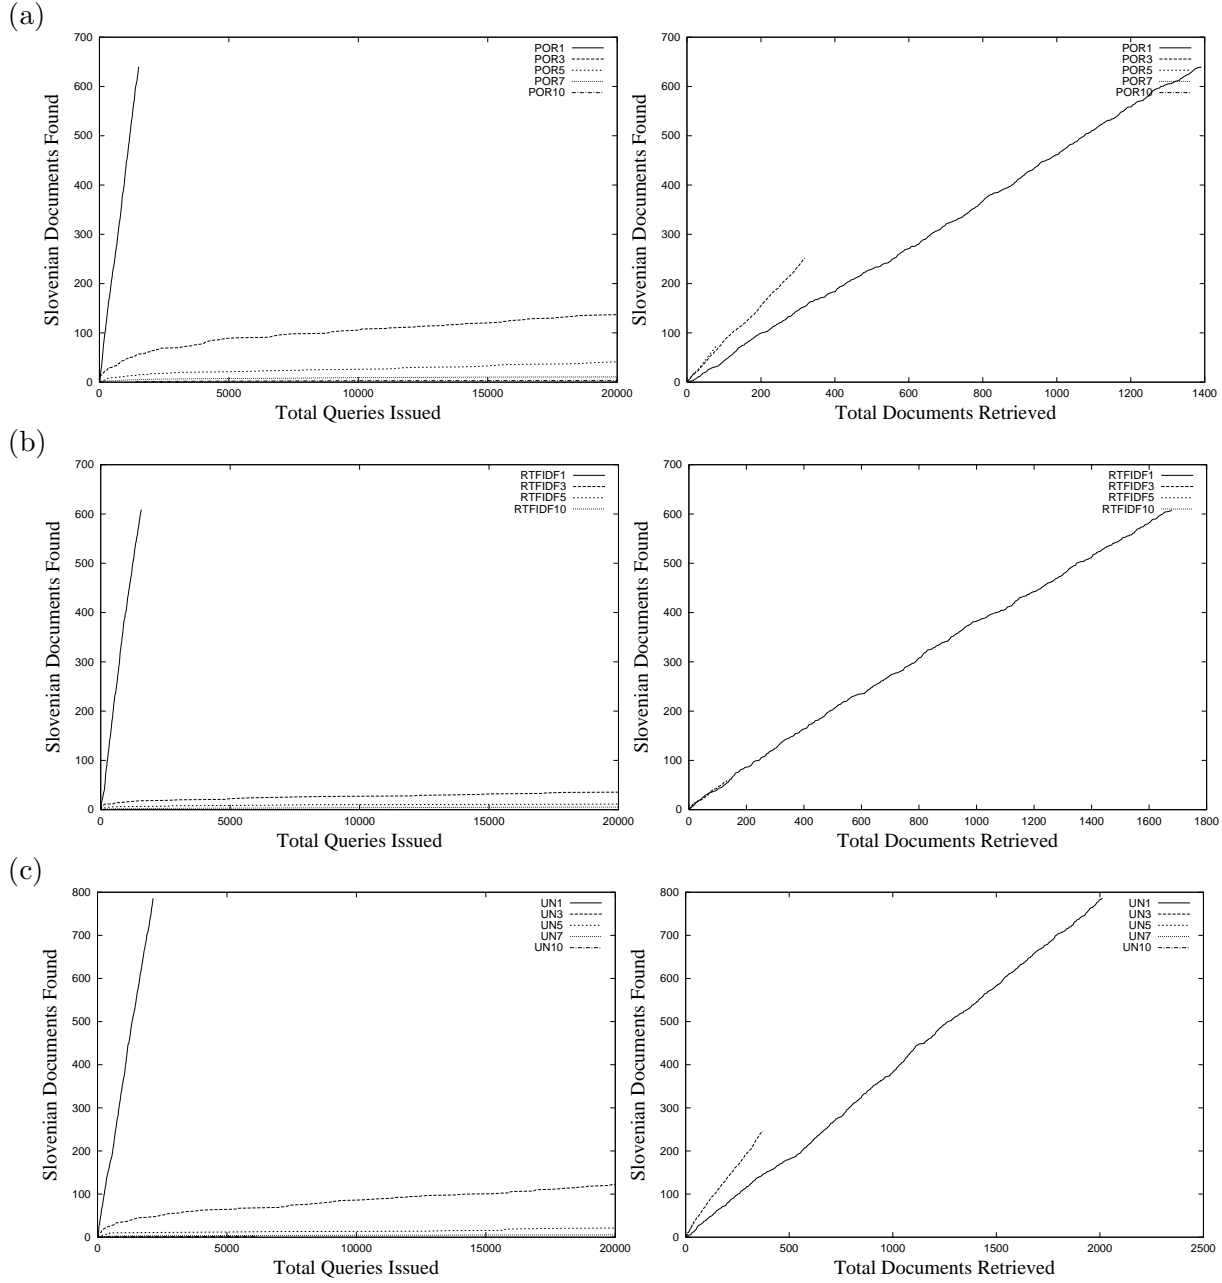 (a)
700
600
500
400
300
200
100
0
0
5000
10000
15000
20000
Slovenian Documents Found
Total Queries Issued
POR1
POR3
POR5
POR7
POR10
700
600
500
400
300
200
100
0
0
200
400
600
800
1000
1200
1400
Slovenian Documents Found
Total Documents Retrieved
POR1
POR3
POR5
POR7
POR10
(b)
700
600
500
400
300
200
100
0
0
5000
10000
15000
20000
Slovenian Documents Found
Total Queries Issued
RTFIDF1
RTFIDF3
RTFIDF5
RTFIDF10
700
600
500
400
300
200
100
0
0
200
400
600
800
1000
1200
1400
1600
1800
Slovenian Documents Found
Total Documents Retrieved
RTFIDF1
RTFIDF3
RTFIDF5
RTFIDF10
(c)
800
700
600
500
400
300
200
100
0
0
5000
10000
15000
20000
Slovenian Documents Found
Total Queries Issued
UN1
UN3
UN5
UN7
UN10
800
700
600
500
400
300
200
100
0
0
500
1000
1500
2000
2500
Slovenian Documents Found
Total Documents Retrieved
UN1
UN3
UN5
UN7
UN10